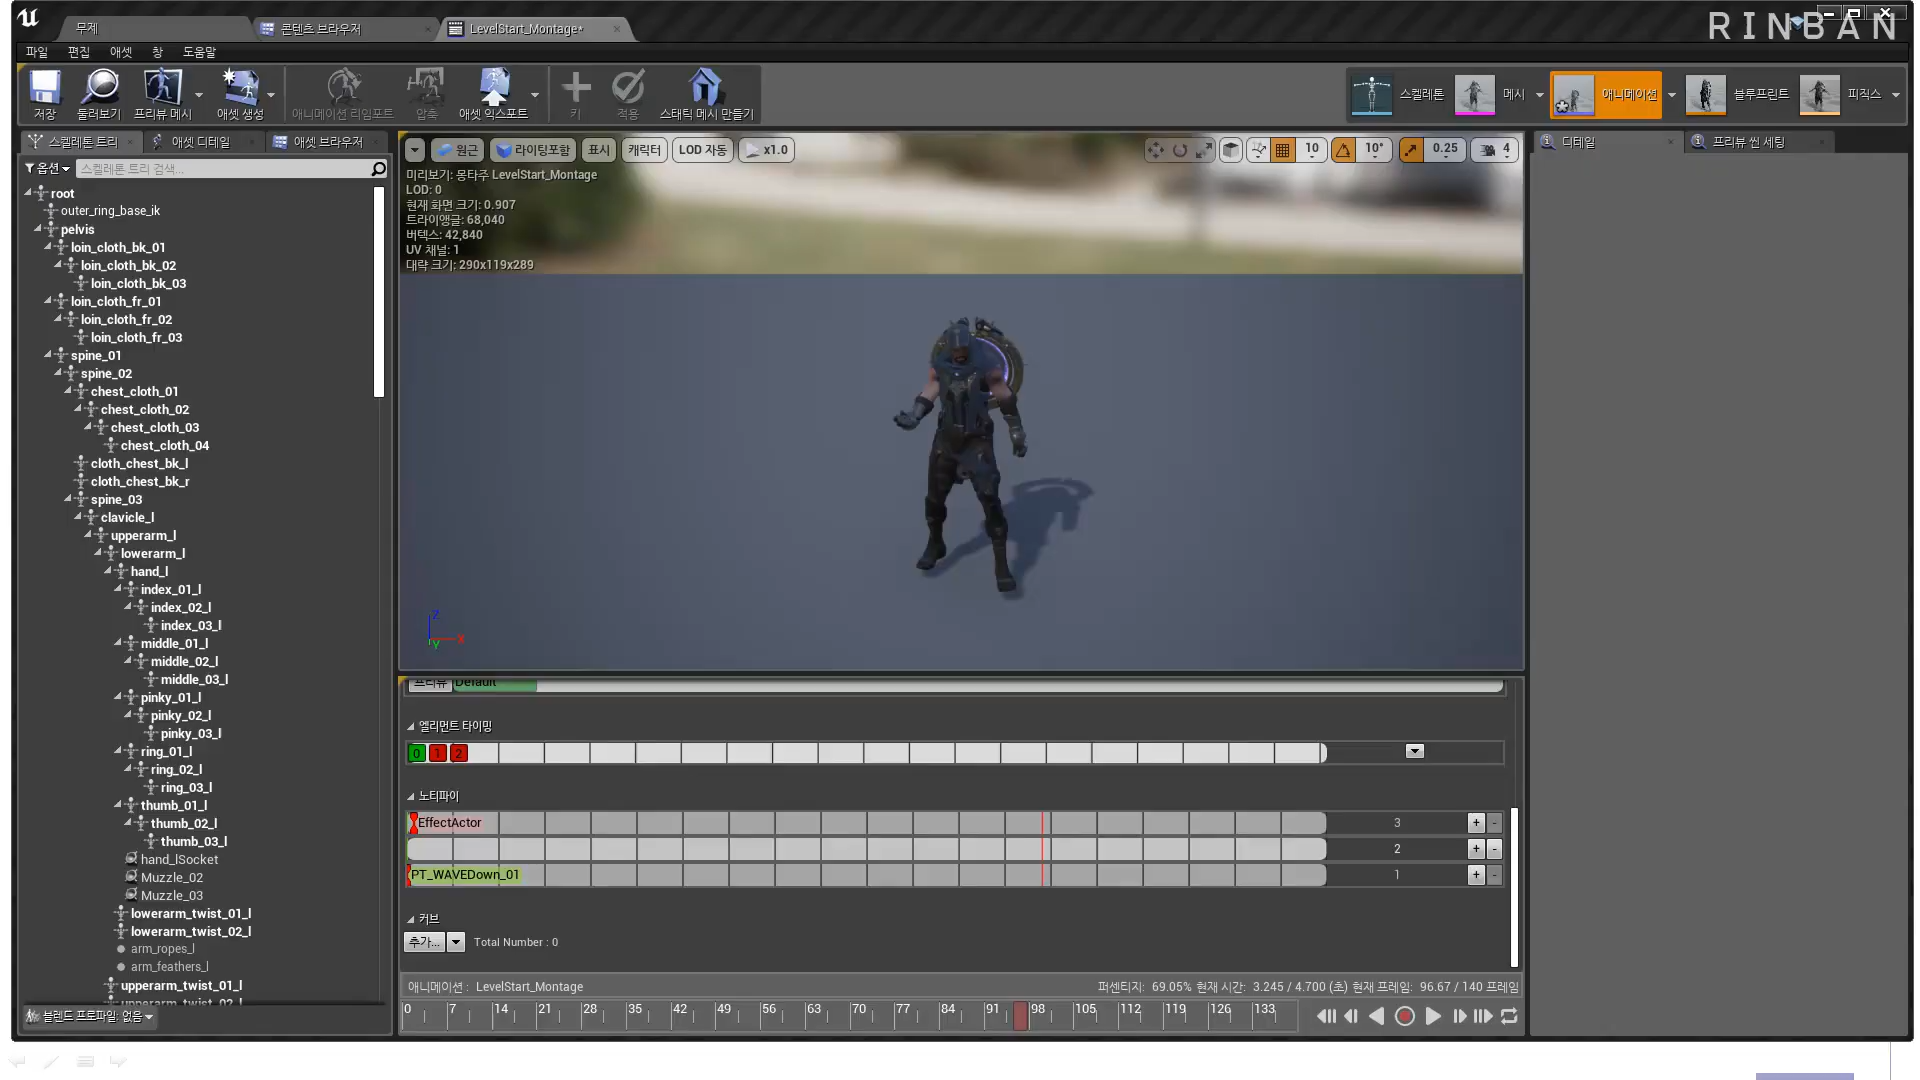 RINBAN
무제
콘텐츠 브라우저
LevelStart_Montage*
파일 편집 애셋 창 도움말
저장
둘러보기
프리뷰 메시
애셋 생성
애니메이션 리임포트
압축
애셋 익스포트
키
적용
스태틱 메시 만들기
스켈레톤
메시
애니메이션
블루프린트
피직스
스켈레톤 트리
애셋 디테일
애셋 브라우저
옵션
스켈레톤 트리 검색...
root
outer_ring_base_ik
pelvis
loin_cloth_bk_01
loin_cloth_bk_02
loin_cloth_bk_03
loin_cloth_fr_01
loin_cloth_fr_02
loin_cloth_fr_03
spine_01
spine_02
chest_cloth_01
chest_cloth_02
chest_cloth_03
chest_cloth_04
cloth_chest_bk_l
cloth_chest_bk_r
spine_03
clavicle_l
upperarm_l
lowerarm_l
hand_l
index_01_l
index_02_l
index_03_l
middle_01_l
middle_02_l
middle_03_l
pinky_01_l
pinky_02_l
pinky_03_l
ring_01_l
ring_02_l
ring_03_l
thumb_01_l
thumb_02_l
thumb_03_l
hand_lSocket
Muzzle_02
Muzzle_03
lowerarm_twist_01_l
lowerarm_twist_02_l
arm_ropes_l
arm_feathers_l
upperarm_twist_01_l
upperarm_twist_02_l
블렌드 프로파일: 없음
원근
라이팅포함
표시
캐릭터
LOD 자동
x1.0
10
10°
0.25
4
미리보기: 몽타주 LevelStart_Montage
LOD: 0
현재 화면 크기: 0.907
트라이앵글: 68,040
버텍스: 42,840
UV 채널: 1
대략 크기: 290x119x289
Z
X
Y
프리뷰 Default
엘리먼트 타이밍
0 1 2
노티파이
EffectActor 3 + -
2 + -
PT_WAVEDown_01 1 + -
커브
추가... Total Number : 0
애니메이션 : LevelStart_Montage
퍼센티지: 69.05% 현재 시간: 3.245 / 4.700 (초) 현재 프레임: 96.67 / 140 프레임
0 7 14 21 28 35 42 49 56 63 70 77 84 91 98 105 112 119 126 133
디테일
프리뷰 씬 세팅